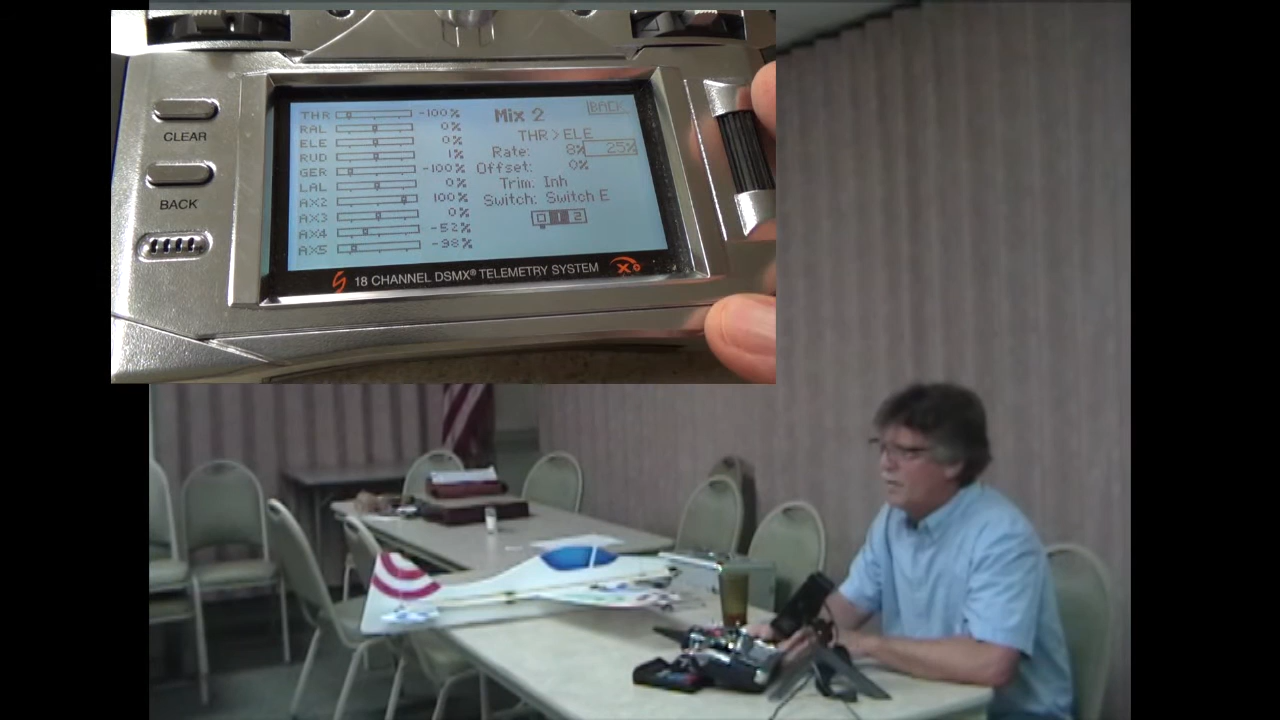 CLEAR
BACK
THR -100%
RAL 0%
ELE 0%
RUD 1%
GER -100%
LAL 0%
AX2 100%
AX3 0%
AX4 -52%
AX5 -98%
Mix 2
BACK
THR > ELE
Rate: 8% 25%
Offset: 0%
Trim: Inh
Switch: Switch E
0 1 2
18 CHANNEL DSMX® TELEMETRY SYSTEM